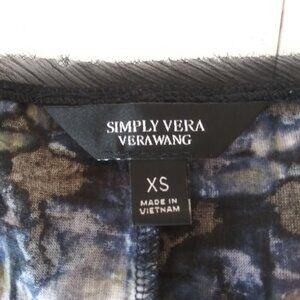 SIMPLY VERA
VERAWANG
XS
MADE IN
VIETNAM